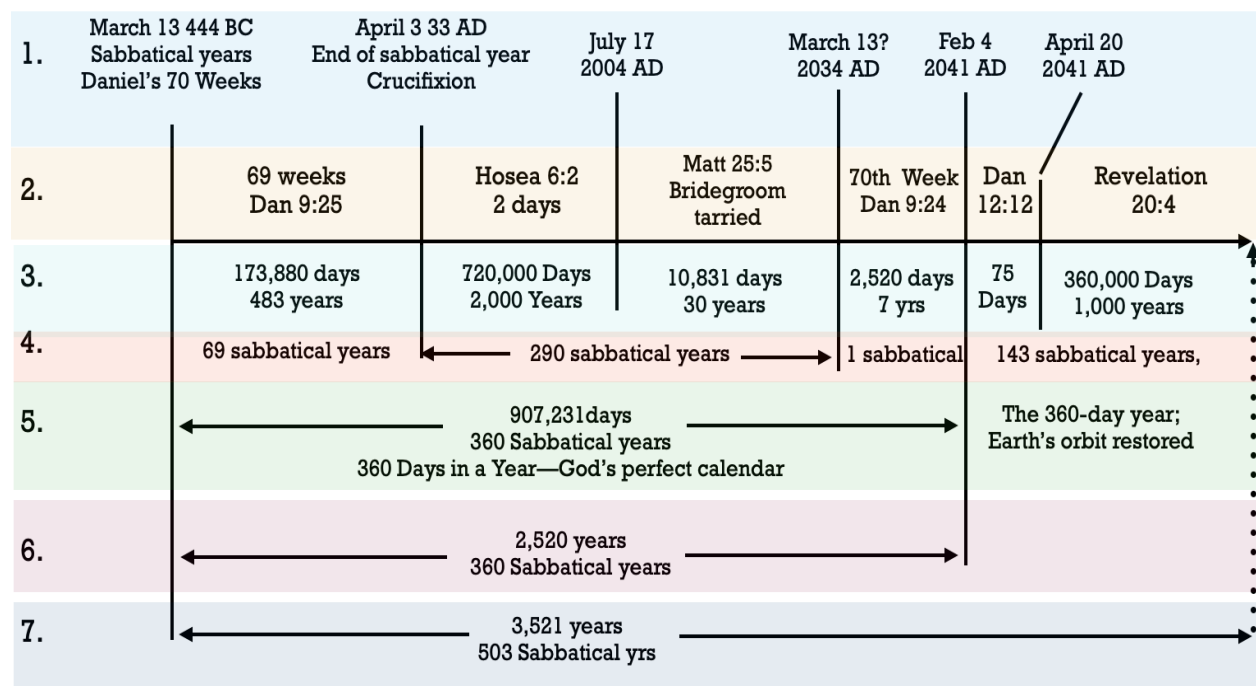 1.
March 13 444 BC
Sabbatical years
Daniel's 70 Weeks
April 3 33 AD
End of sabbatical year
Crucifixion
July 17
2004 AD
March 13?
2034 AD
Feb 4
2041 AD
April 20
2041 AD
2.
69 weeks
Dan 9:25
Hosea 6:2
2 days
Matt 25:5
Bridegroom
tarried
70th Week
Dan 9:24
Dan
12:12
Revelation
20:4
3.
173,880 days
483 years
720,000 Days
2,000 Years
10,831 days
30 years
2,520 days
7 yrs
75
Days
360,000 Days
1,000 years
4.
69 sabbatical years
290 sabbatical years
1 sabbatical
143 sabbatical years,
5.
907,231days
360 Sabbatical years
360 Days in a Year—God's perfect calendar
The 360-day year;
Earth's orbit restored
6.
2,520 years
360 Sabbatical years
7.
3,521 years
503 Sabbatical yrs